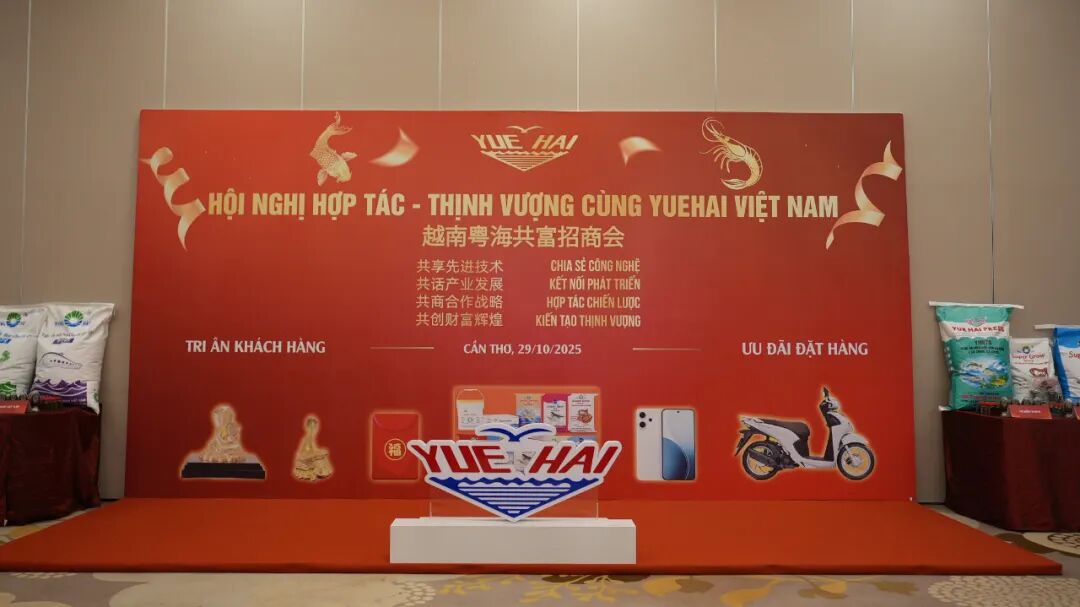 YUE HAI
HỘI NGHỊ HỢP TÁC - THỊNH VƯỢNG CÙNG YUEHAI VIỆT NAM
越南粤海共富招商会
共享先进技术 CHIA SẺ CÔNG NGHỆ
共话产业发展 KẾT NỐI PHÁT TRIỂN
共商合作战略 HỢP TÁC CHIẾN LƯỢC
共创财富辉煌 KIẾN TẠO THỊNH VƯỢNG
TRI ÂN KHÁCH HÀNG
CẦN THƠ, 29/10/2025
ƯU ĐÃI ĐẶT HÀNG
YUE HAI
YUE HAI
Super Grow